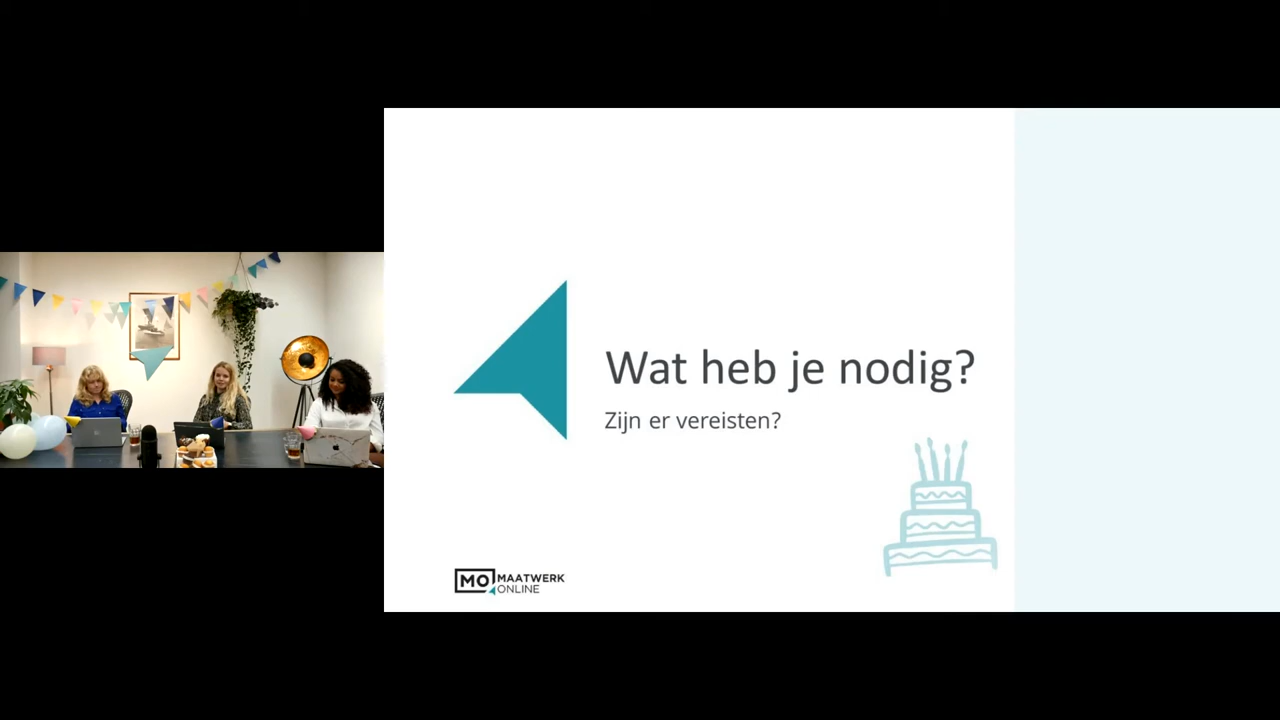 Wat heb je nodig?
Zijn er vereisten?
MO MAATWERK
ONLINE